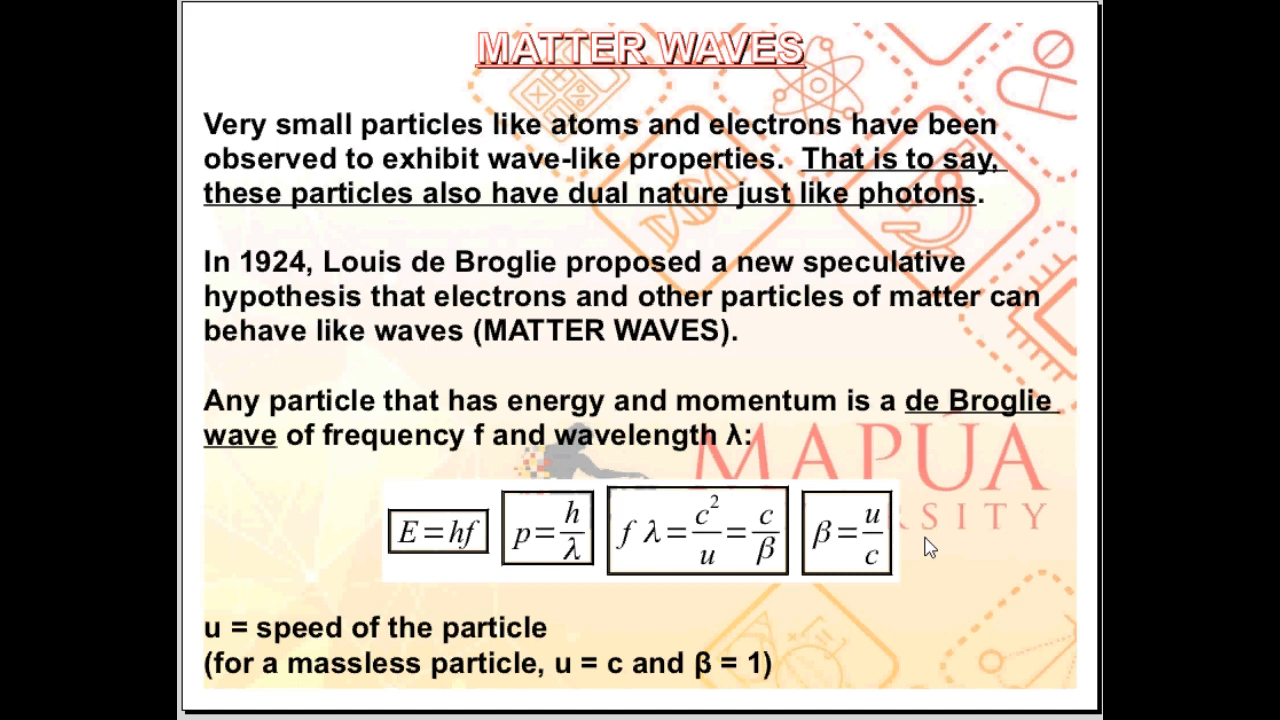 MATTER WAVES
Very small particles like atoms and electrons have been
observed to exhibit wave-like properties. That is to say,
these particles also have dual nature just like photons.
In 1924, Louis de Broglie proposed a new speculative
hypothesis that electrons and other particles of matter can
behave like waves (MATTER WAVES).
Any particle that has energy and momentum is a de Broglie
wave of frequency f and wavelength λ:
MAPÚA
E = hf  p = h/λ  f λ = c²/u = c/β  β = u/c
SITY
u = speed of the particle
(for a massless particle, u = c and β = 1)